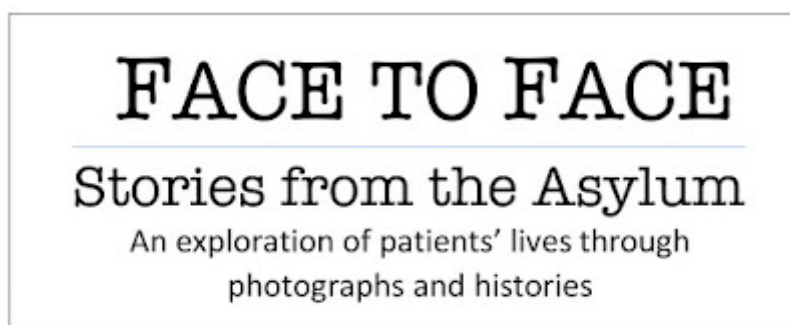 FACE TO FACE
Stories from the Asylum
An exploration of patients' lives through
photographs and histories